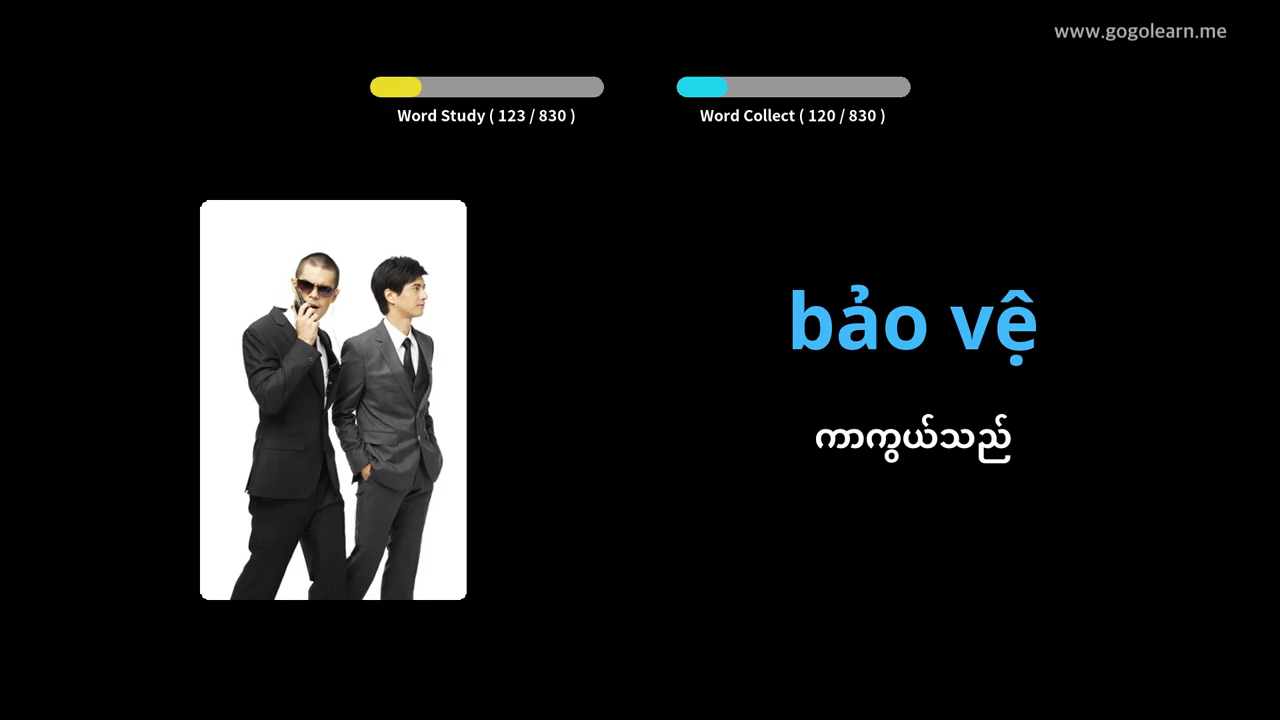 www.gogolearn.me
Word Study ( 123 / 830 )
Word Collect ( 120 / 830 )
bảo vệ
ကာကွယ်သည်